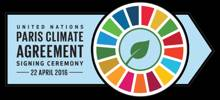 UNITED NATIONS
PARIS CLIMATE
AGREEMENT
SIGNING CEREMONY
22 APRIL 2016